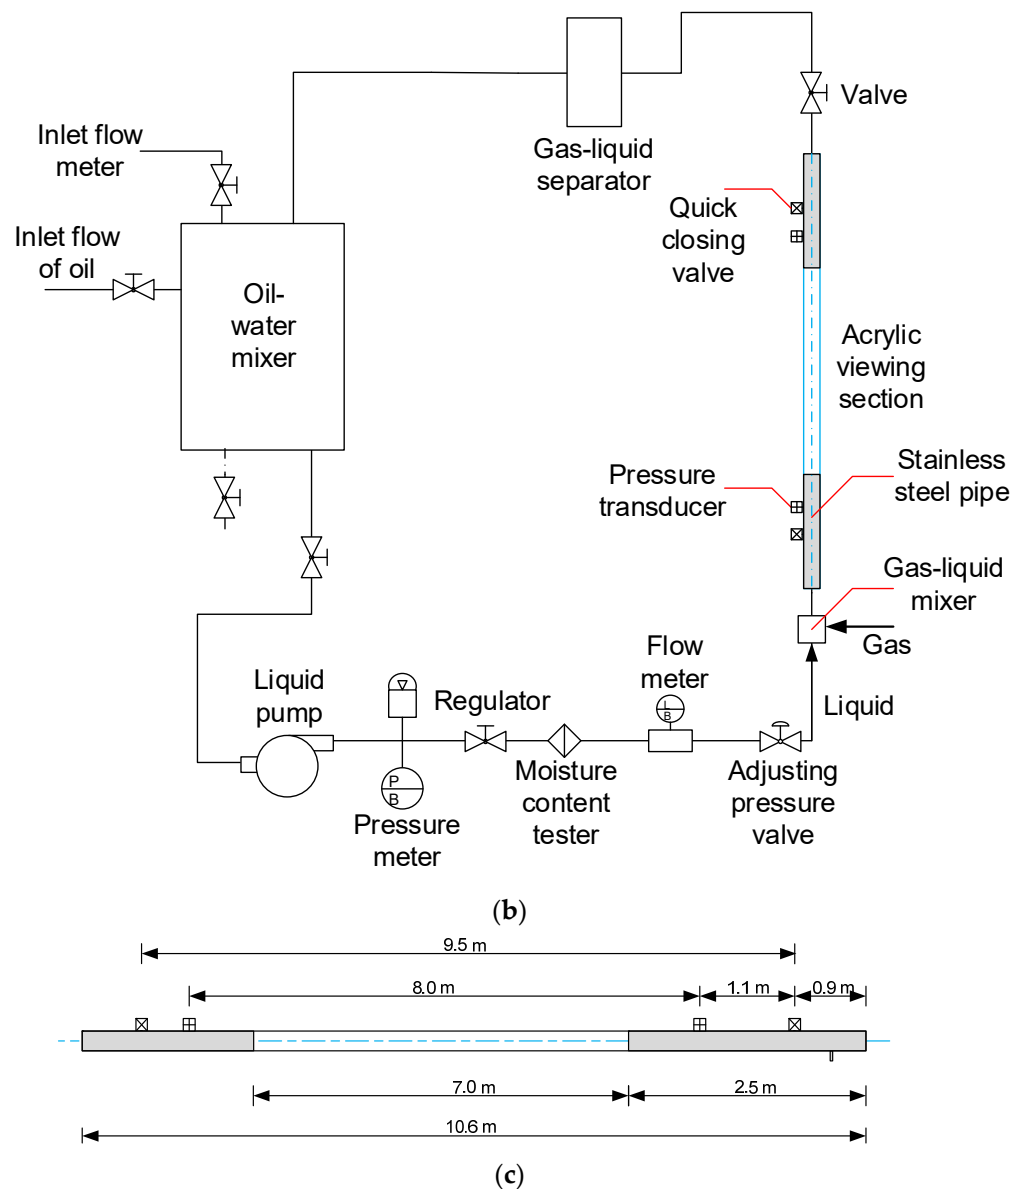 Valve
Inlet flow
meter
Gas-liquid
separator
Quick
closing
valve
Inlet flow
of oil
Oil-
water
mixer
Acrylic
viewing
section
Pressure
transducer
Stainless
steel pipe
Gas-liquid
mixer
Gas
Flow
meter
Liquid
pump
Regulator
L
B
Liquid
P
B
Pressure
meter
Moisture
content
tester
Adjusting
pressure
valve
(b)
9.5 m
8.0 m
1.1 m
0.9 m
7.0 m
2.5 m
10.6 m
(c)